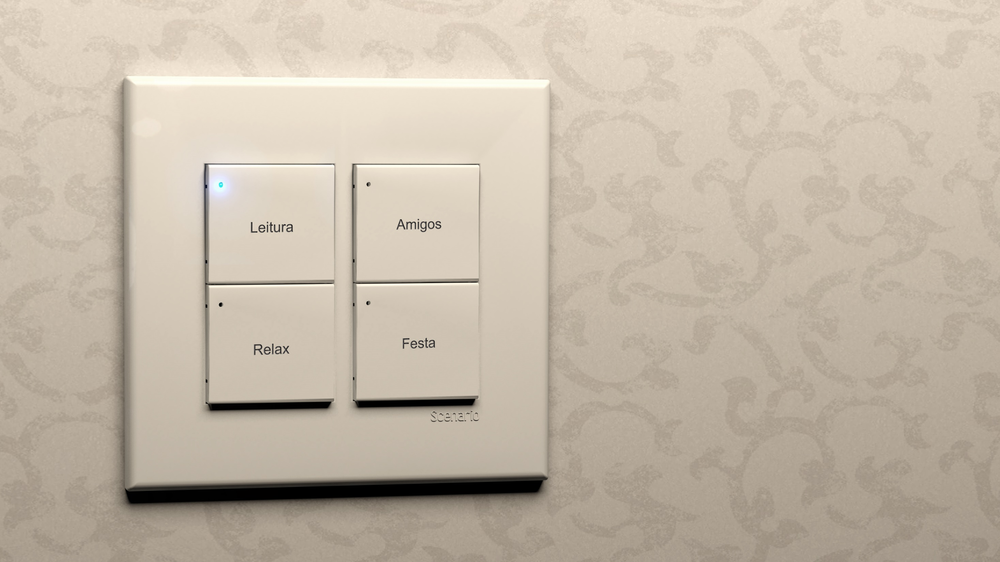 Leitura
Amigos
Relax
Festa
Scenario